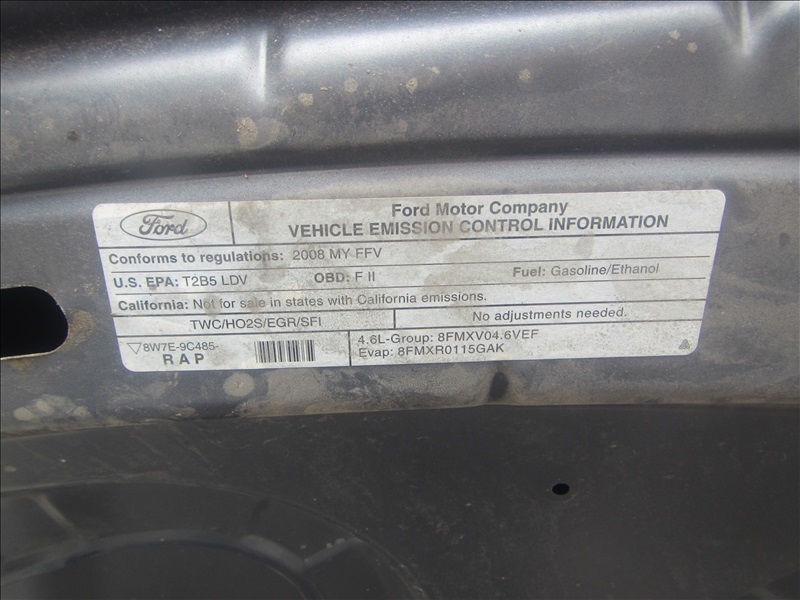 Ford
Ford Motor Company
VEHICLE EMISSION CONTROL INFORMATION
Conforms to regulations: 2008 MY FFV
U.S. EPA: T2B5 LDV OBD: F II Fuel: Gasoline/Ethanol
California: Not for sale in states with California emissions.
TWC/HO2S/EGR/SFI No adjustments needed.
▽8W7E-9C485-
R A P
4.6L-Group: 8FMXV04.6VEF
Evap: 8FMXR0115GAK